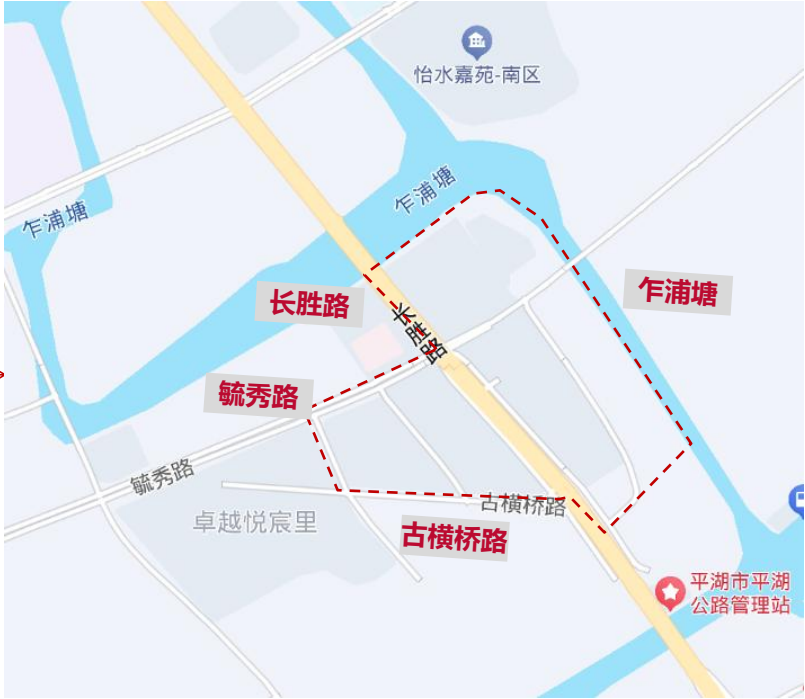 怡水嘉苑-南区
乍浦塘
乍浦塘
乍浦塘
长胜路
长胜路
毓秀路
毓秀路
古横桥路
卓越悦宸里
古横桥路
平湖市平湖
公路管理站